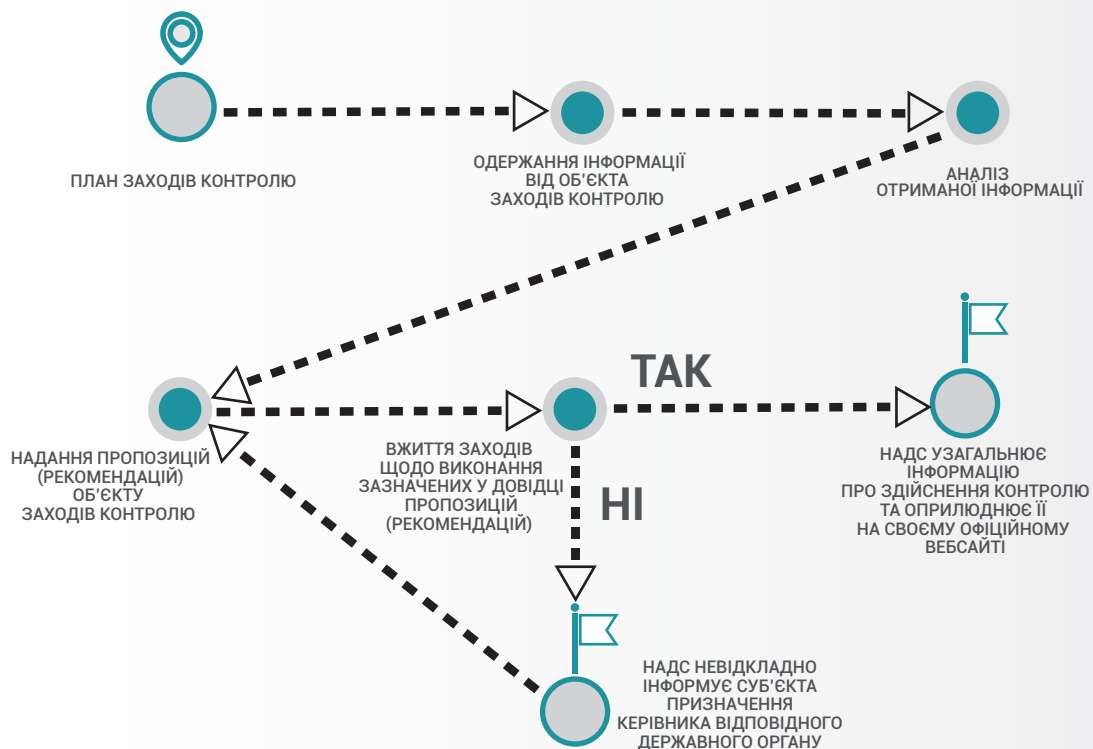 ПЛАН ЗАХОДІВ КОНТРОЛЮ
ОДЕРЖАННЯ ІНФОРМАЦІЇ
ВІД ОБ’ЄКТА
ЗАХОДІВ КОНТРОЛЮ
АНАЛІЗ
ОТРИМАНОЇ ІНФОРМАЦІЇ
НАДАННЯ ПРОПОЗИЦІЙ
(РЕКОМЕНДАЦІЙ)
ОБ’ЄКТУ
ЗАХОДІВ КОНТРОЛЮ
ВЖИТТЯ ЗАХОДІВ
ЩОДО ВИКОНАННЯ
ЗАЗНАЧЕНИХ У ДОВІДЦІ
ПРОПОЗИЦІЙ
(РЕКОМЕНДАЦІЙ)
ТАК
НАДС УЗАГАЛЬНЮЄ
ІНФОРМАЦІЮ
ПРО ЗДІЙСНЕННЯ КОНТРОЛЮ
ТА ОПРИЛЮДНЮЄ ЇЇ
НА СВОЄМУ ОФІЦІЙНОМУ
ВЕБСАЙТІ
НІ
НАДС НЕВІДКЛАДНО
ІНФОРМУЄ СУБ’ЄКТА
ПРИЗНАЧЕННЯ
КЕРІВНИКА ВІДПОВІДНОГО
ДЕРЖАВНОГО ОРГАНУ